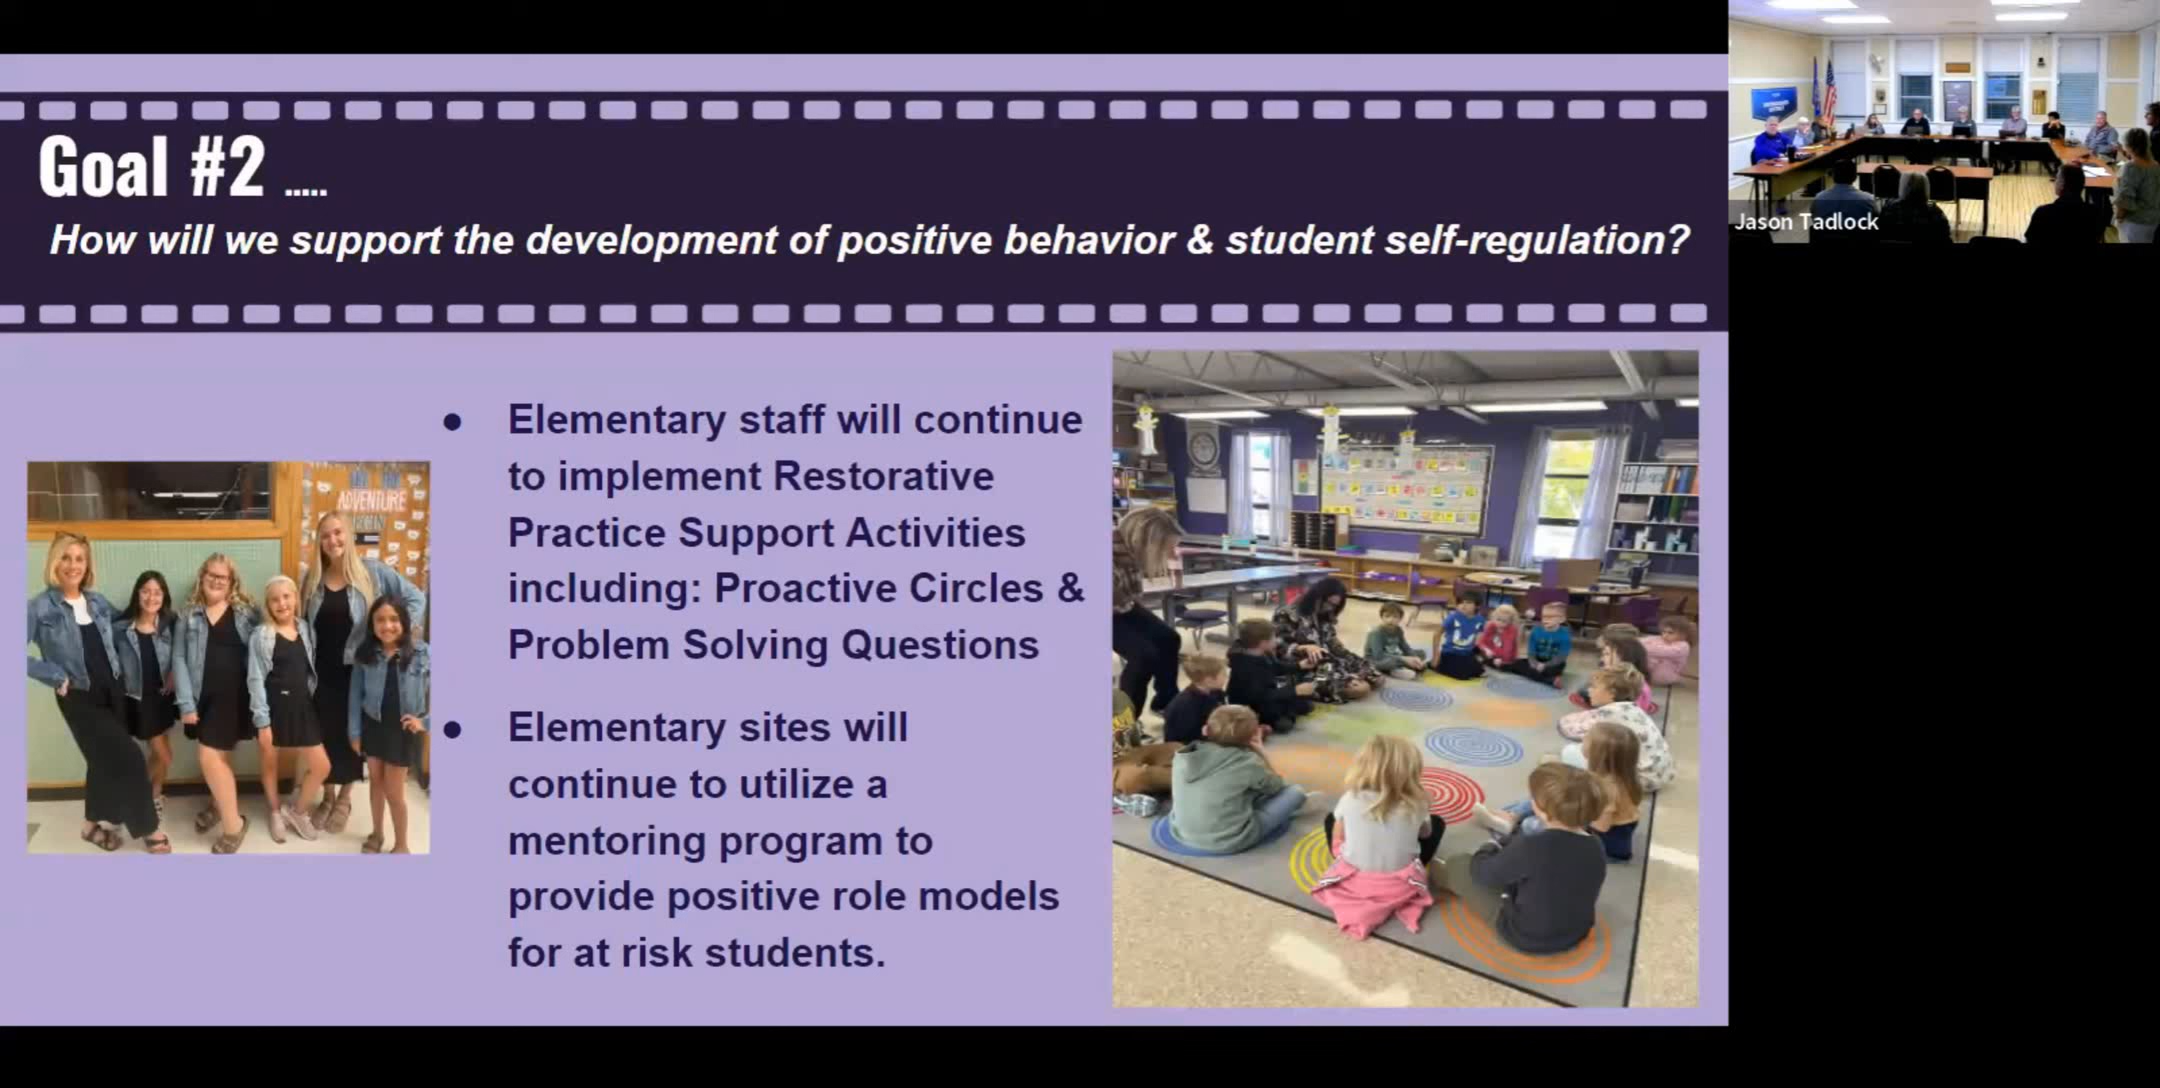 Goal #2 .....
How will we support the development of positive behavior & student self-regulation?
● Elementary staff will continue
to implement Restorative
Practice Support Activities
including: Proactive Circles &
Problem Solving Questions
● Elementary sites will
continue to utilize a
mentoring program to
provide positive role models
for at risk students.
ADVENTURE
Jason Tadlock